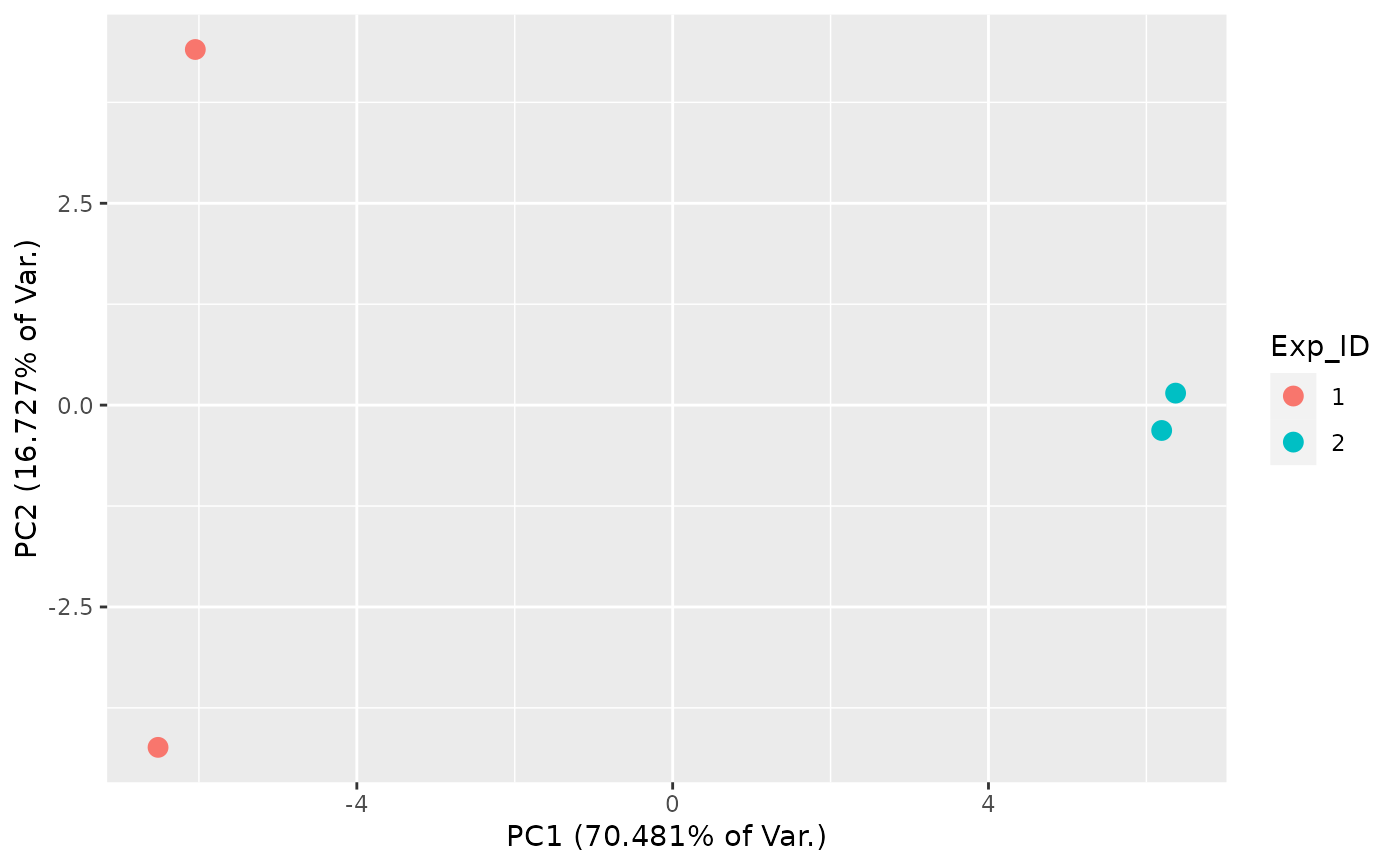 2.5
0.0
-2.5
PC2 (16.727% of Var.)
-4
0
4
PC1 (70.481% of Var.)
Exp_ID
1
2